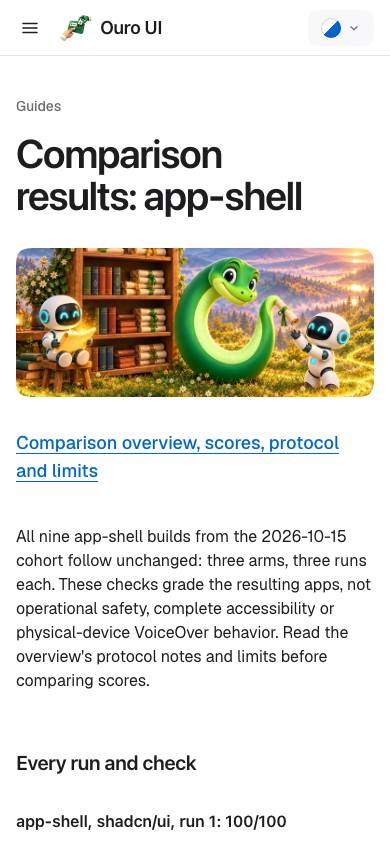 Ouro UI
Guides
Comparison
results: app-shell
Comparison overview, scores, protocol
and limits
All nine app-shell builds from the 2026-10-15
cohort follow unchanged: three arms, three runs
each. These checks grade the resulting apps, not
operational safety, complete accessibility or
physical-device VoiceOver behavior. Read the
overview's protocol notes and limits before
comparing scores.
Every run and check
app-shell, shadcn/ui, run 1: 100/100